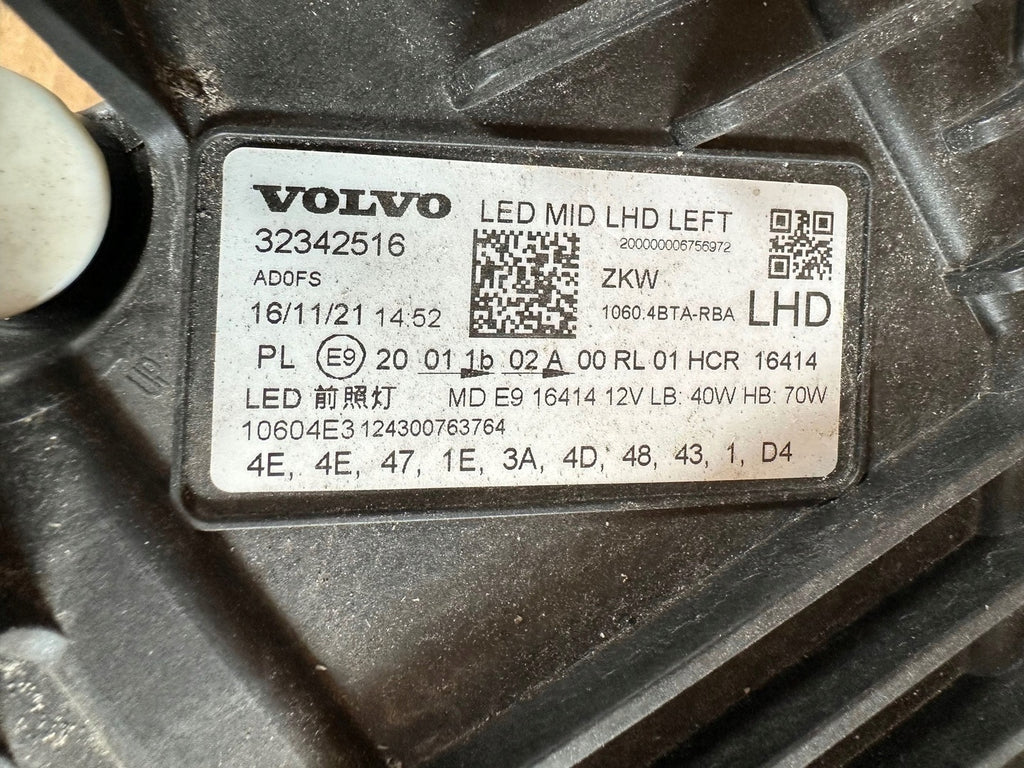 VOLVO LED MID LHD LEFT
32342516 200000006756972
AD0FS ZKW
16/11/21 14:52 1060.4BTA-RBA LHD
PL E9 20 01 1b 02 A 00 RL 01 HCR 16414
LED 前照灯 MD E9 16414 12V LB: 40W HB: 70W
10604E3124300763764
4E, 4E, 47, 1E, 3A, 4D, 48, 43, 1, D4
UP